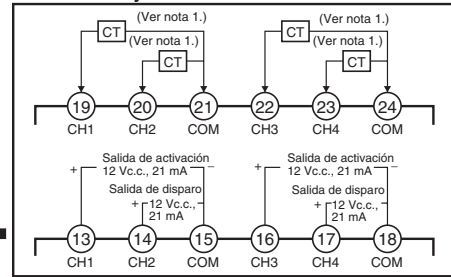 (Ver nota 1.) (Ver nota 1.)
CT (Ver nota 1.) CT (Ver nota 1.)
CT CT
19 20 21 22 23 24
CH1 CH2 COM CH3 CH4 COM
Salida de activación Salida de activación
+ 12 Vc.c., 21 mA – + 12 Vc.c., 21 mA –
Salida de disparo Salida de disparo
+ 12 Vc.c., + 12 Vc.c.,
21 mA 21 mA
13 14 15 16 17 18
CH1 CH2 COM CH3 CH4 COM